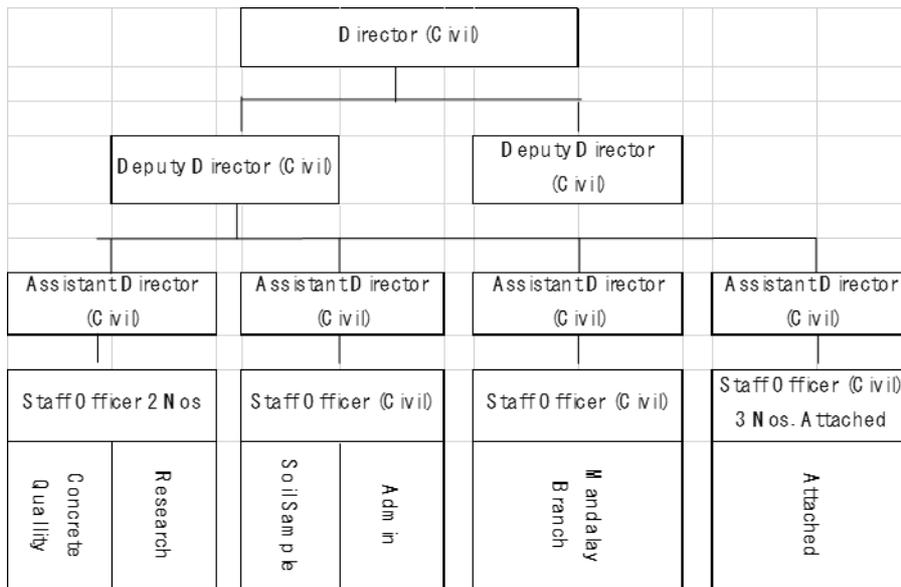 Director (Civil)
Deputy Director (Civil)
Deputy Director
(Civil)
Assistant Director
(Civil)
Assistant Director
(Civil)
Assistant Director
(Civil)
Assistant Director
(Civil)
Staff Officer 2 Nos
Staff Officer (Civil)
Staff Officer (Civil)
Staff Officer (Civil)
3 Nos. Attached
Concrete
Quallity
Research
Soil Sample
Admin
Mandalay
Branch
Attached